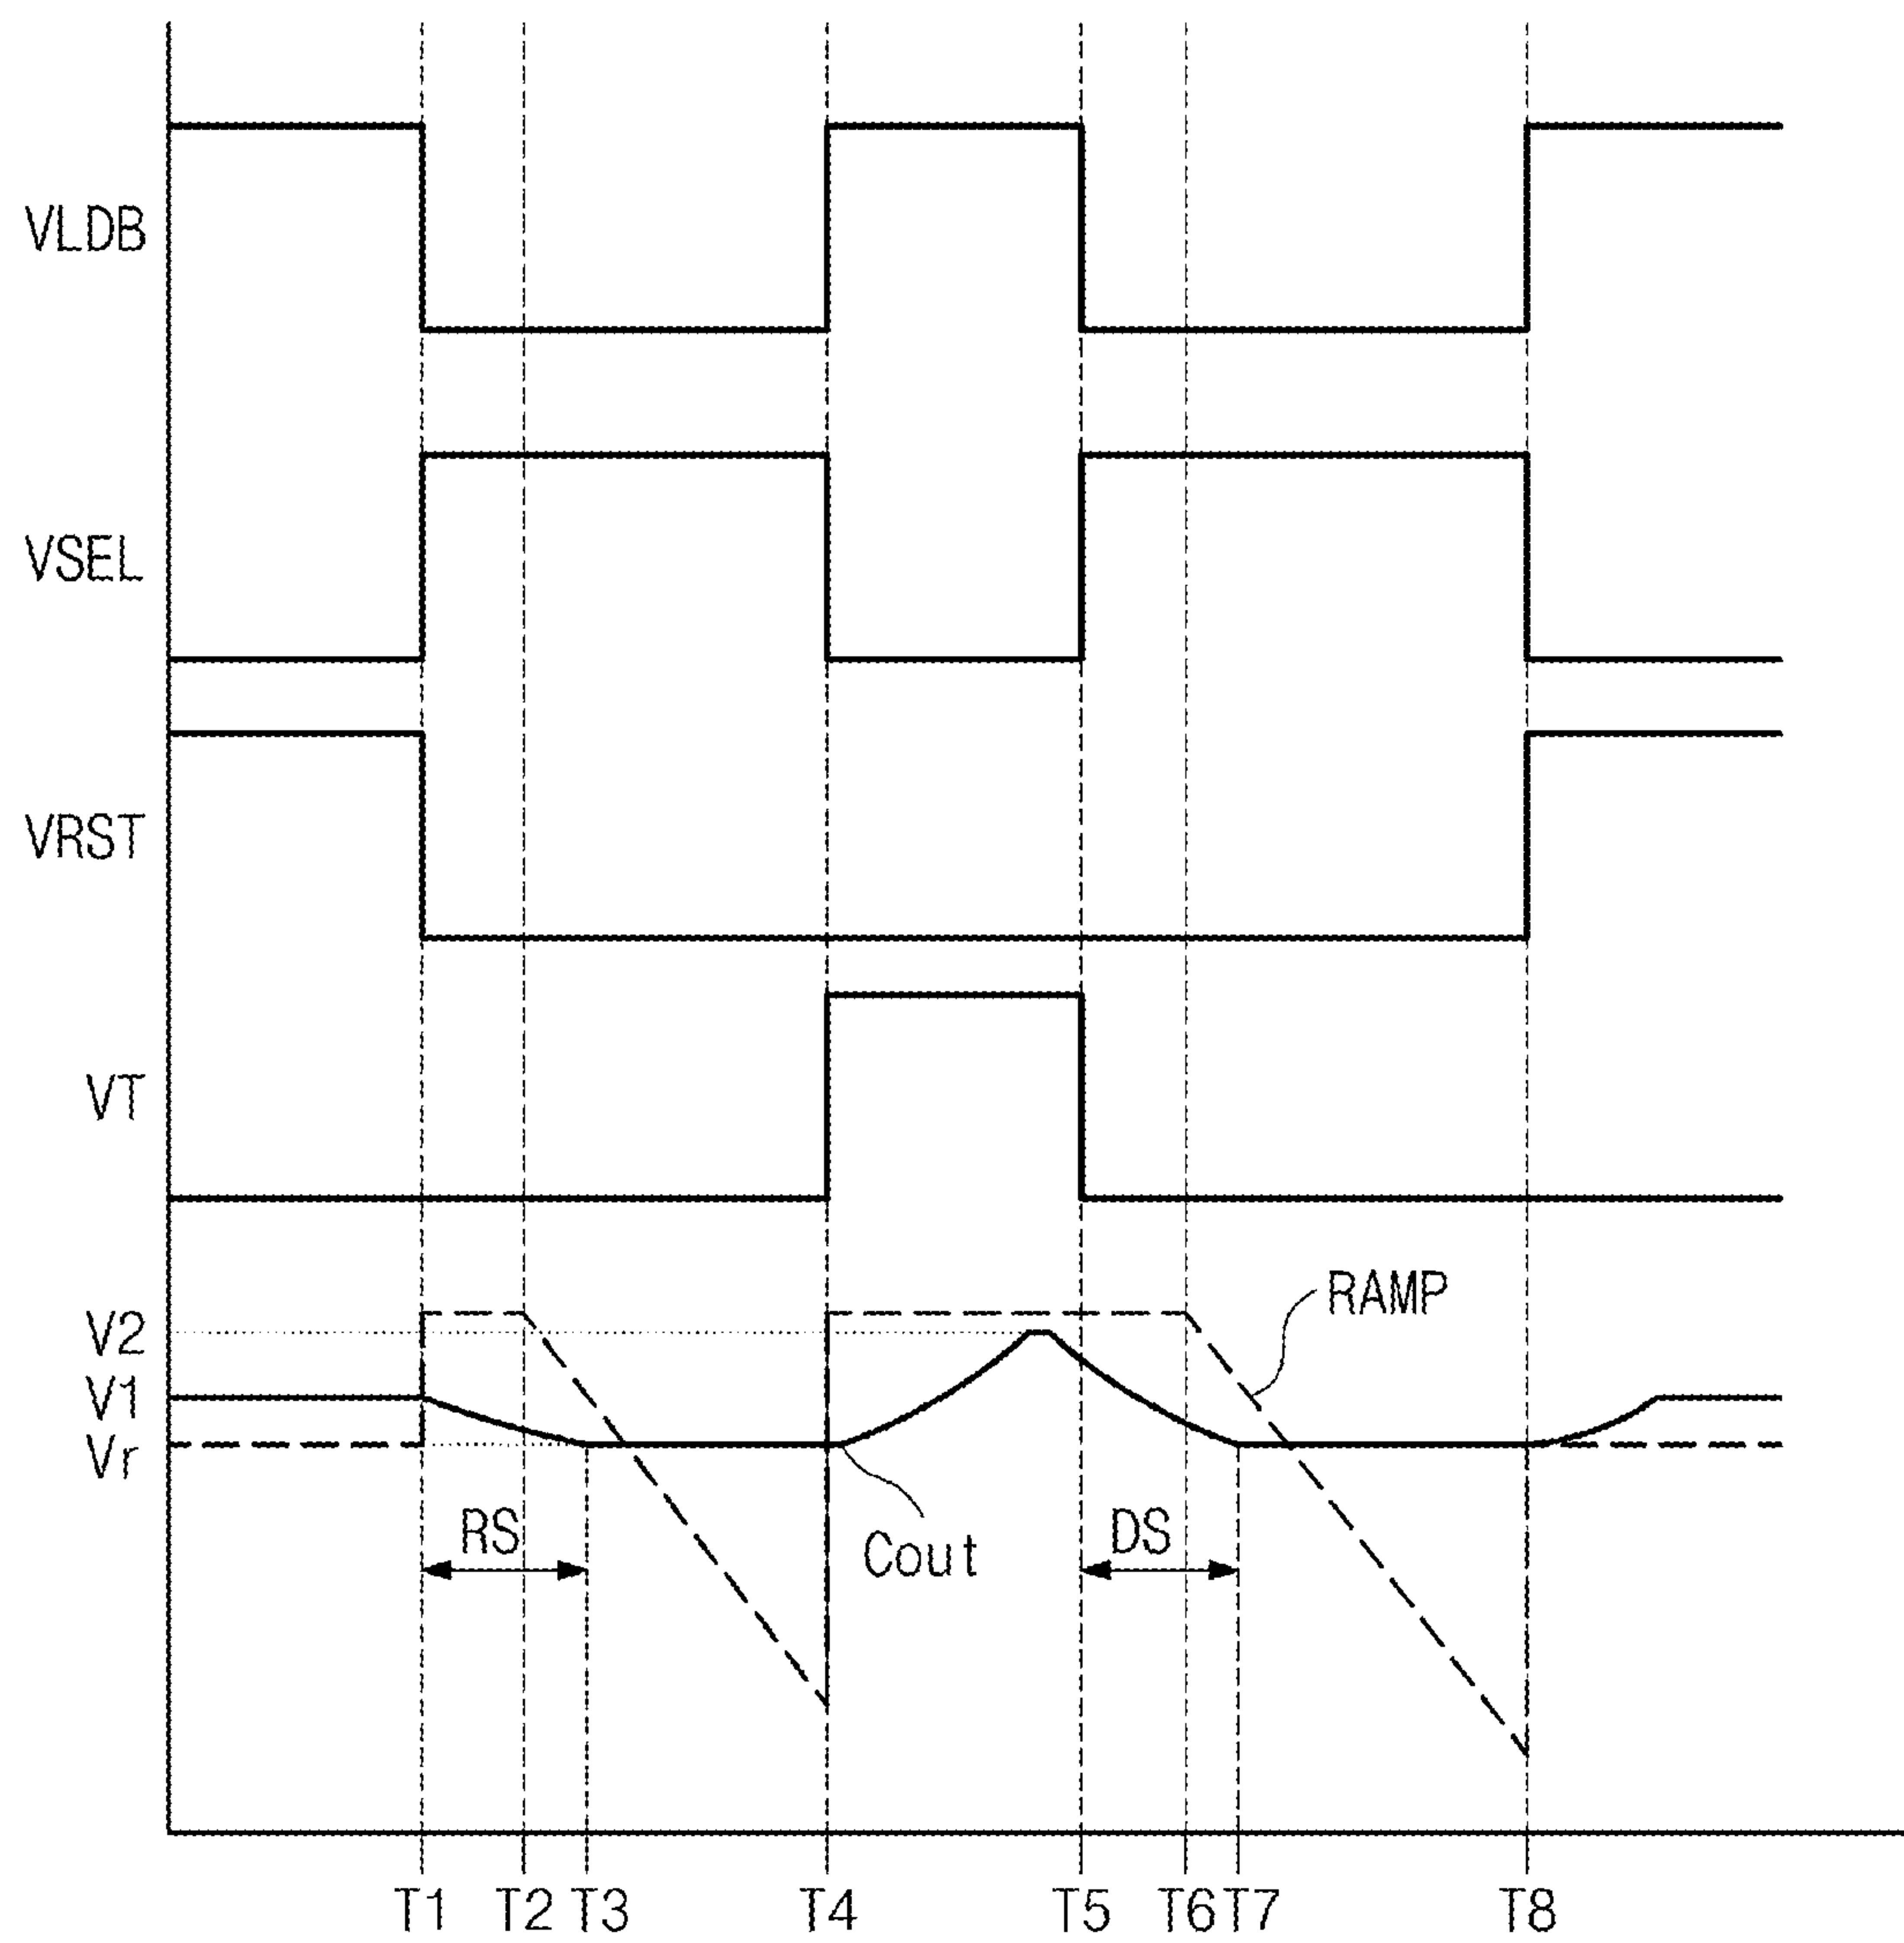 VLDB
VSEL
VRST
VT
RAMP
V2
V1
Vr
RS
Cout
DS
T1 T2 T3 T4 T5 T6 T7 T8